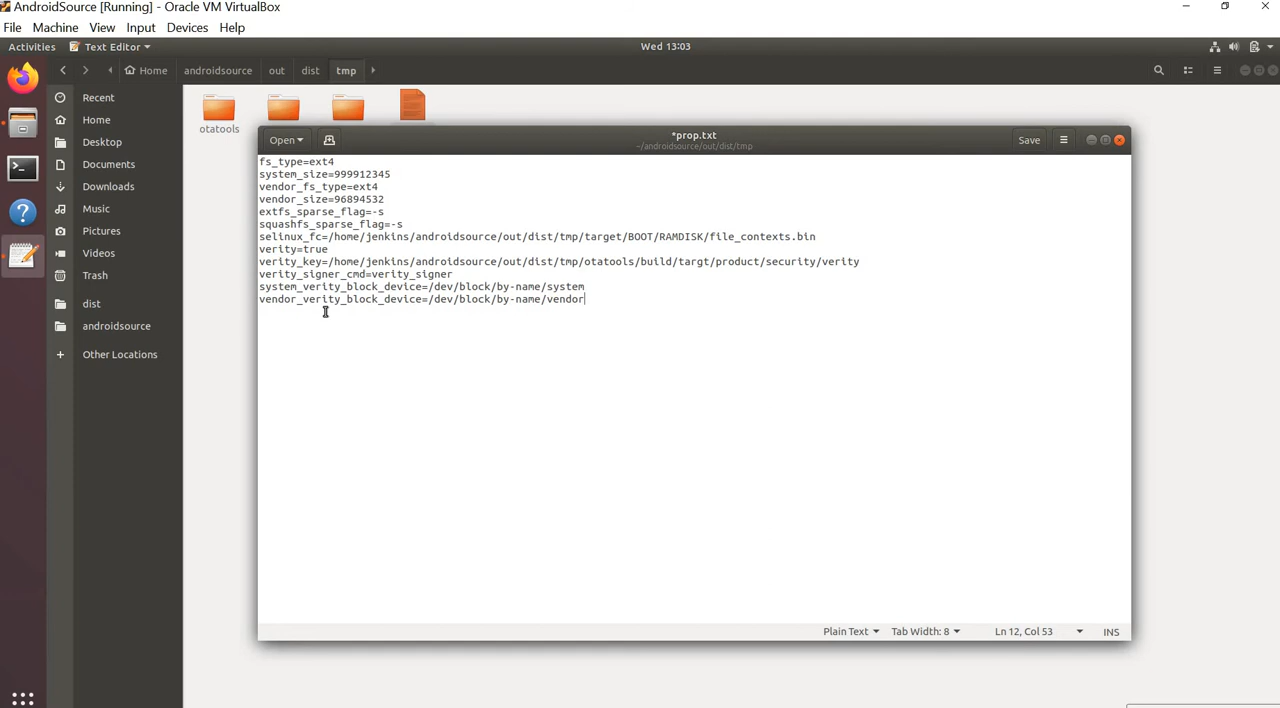 AndroidSource [Running] - Oracle VM VirtualBox
File Machine View Input Devices Help
Activities Text Editor Wed 13:03
Home androidsource out dist tmp
Recent
Home
Desktop
Documents
Downloads
Music
Pictures
Videos
Trash
dist
androidsource
Other Locations
otatools
Open *prop.txt Save
~/androidsource/out/dist/tmp
fs_type=ext4
system_size=999912345
vendor_fs_type=ext4
vendor_size=96894532
extfs_sparse_flag=-s
squashfs_sparse_flag=-s
selinux_fc=/home/jenkins/androidsource/out/dist/tmp/target/BOOT/RAMDISK/file_contexts.bin
verity=true
verity_key=/home/jenkins/androidsource/out/dist/tmp/otatools/build/targt/product/security/verity
verity_signer_cmd=verity_signer
system_verity_block_device=/dev/block/by-name/system
vendor_verity_block_device=/dev/block/by-name/vendor
Plain Text Tab Width: 8 Ln 12, Col 53 INS